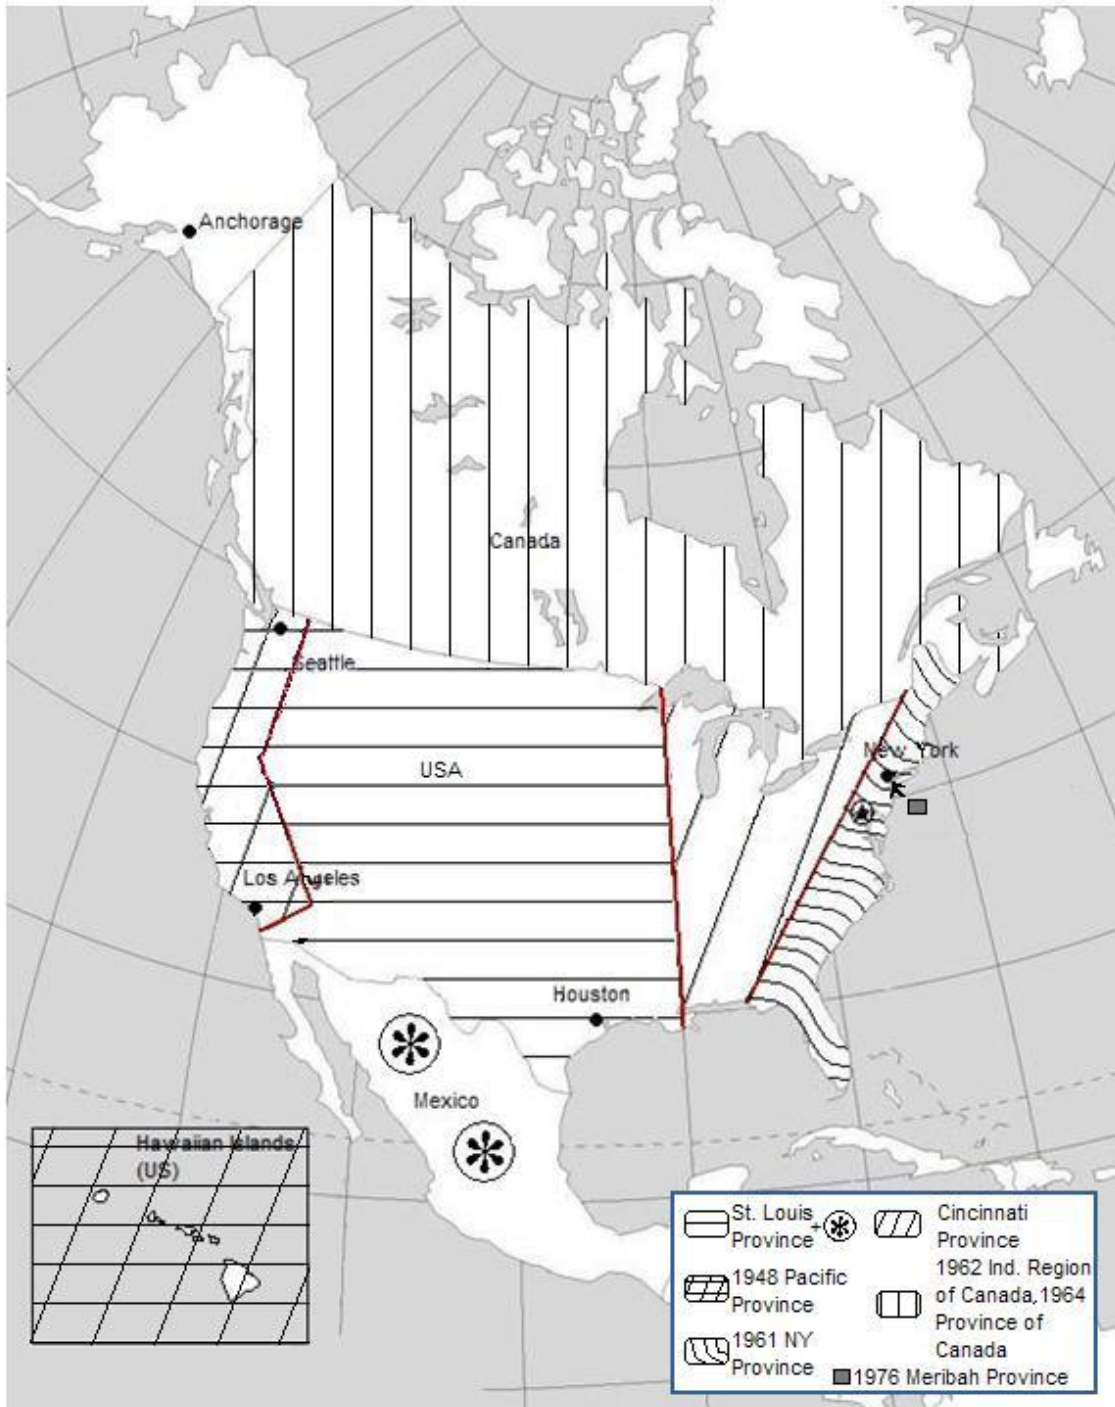 Anchorage
Canada
Seattle
New York
USA
Los Angeles
Houston
Mexico
Hawaiian Islands
(US)
St. Louis
Province
+
Cincinnati
Province
1948 Pacific
Province
1962 Ind. Region
of Canada, 1964
Province of
Canada
1961 NY
Province
1976 Meribah Province